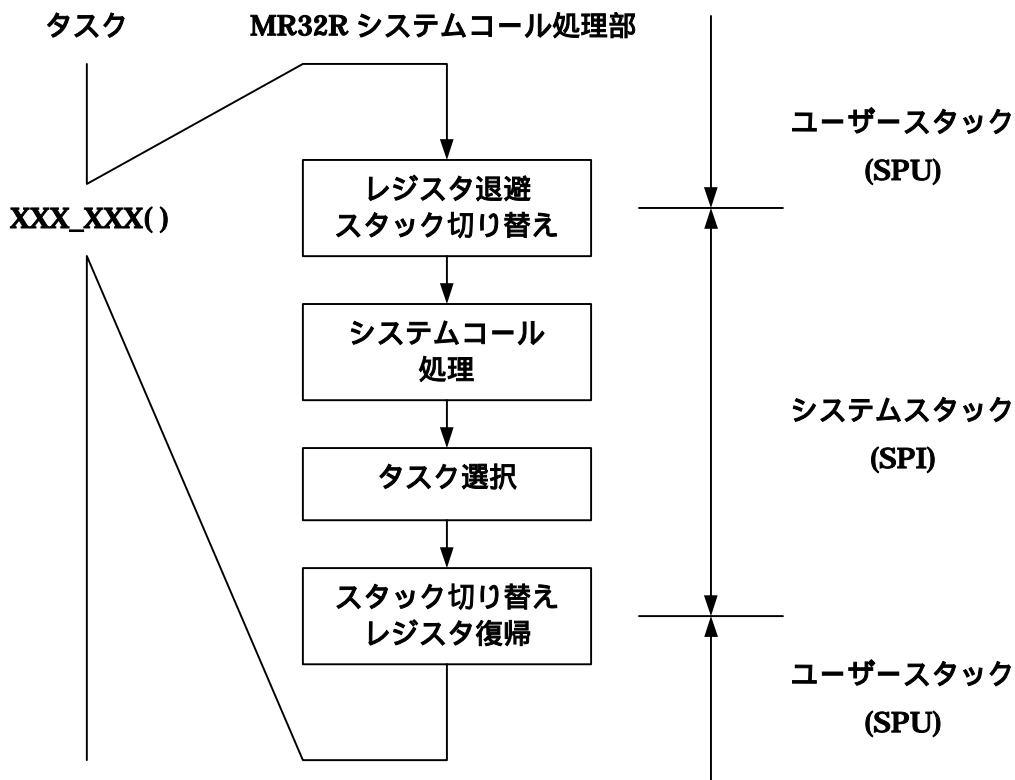 タスク
MR32R システムコール処理部
XXX_XXX( )
レジスタ退避
スタック切り替え
システムコール
処理
タスク選択
スタック切り替え
レジスタ復帰
ユーザースタック
(SPU)
システムスタック
(SPI)
ユーザースタック
(SPU)